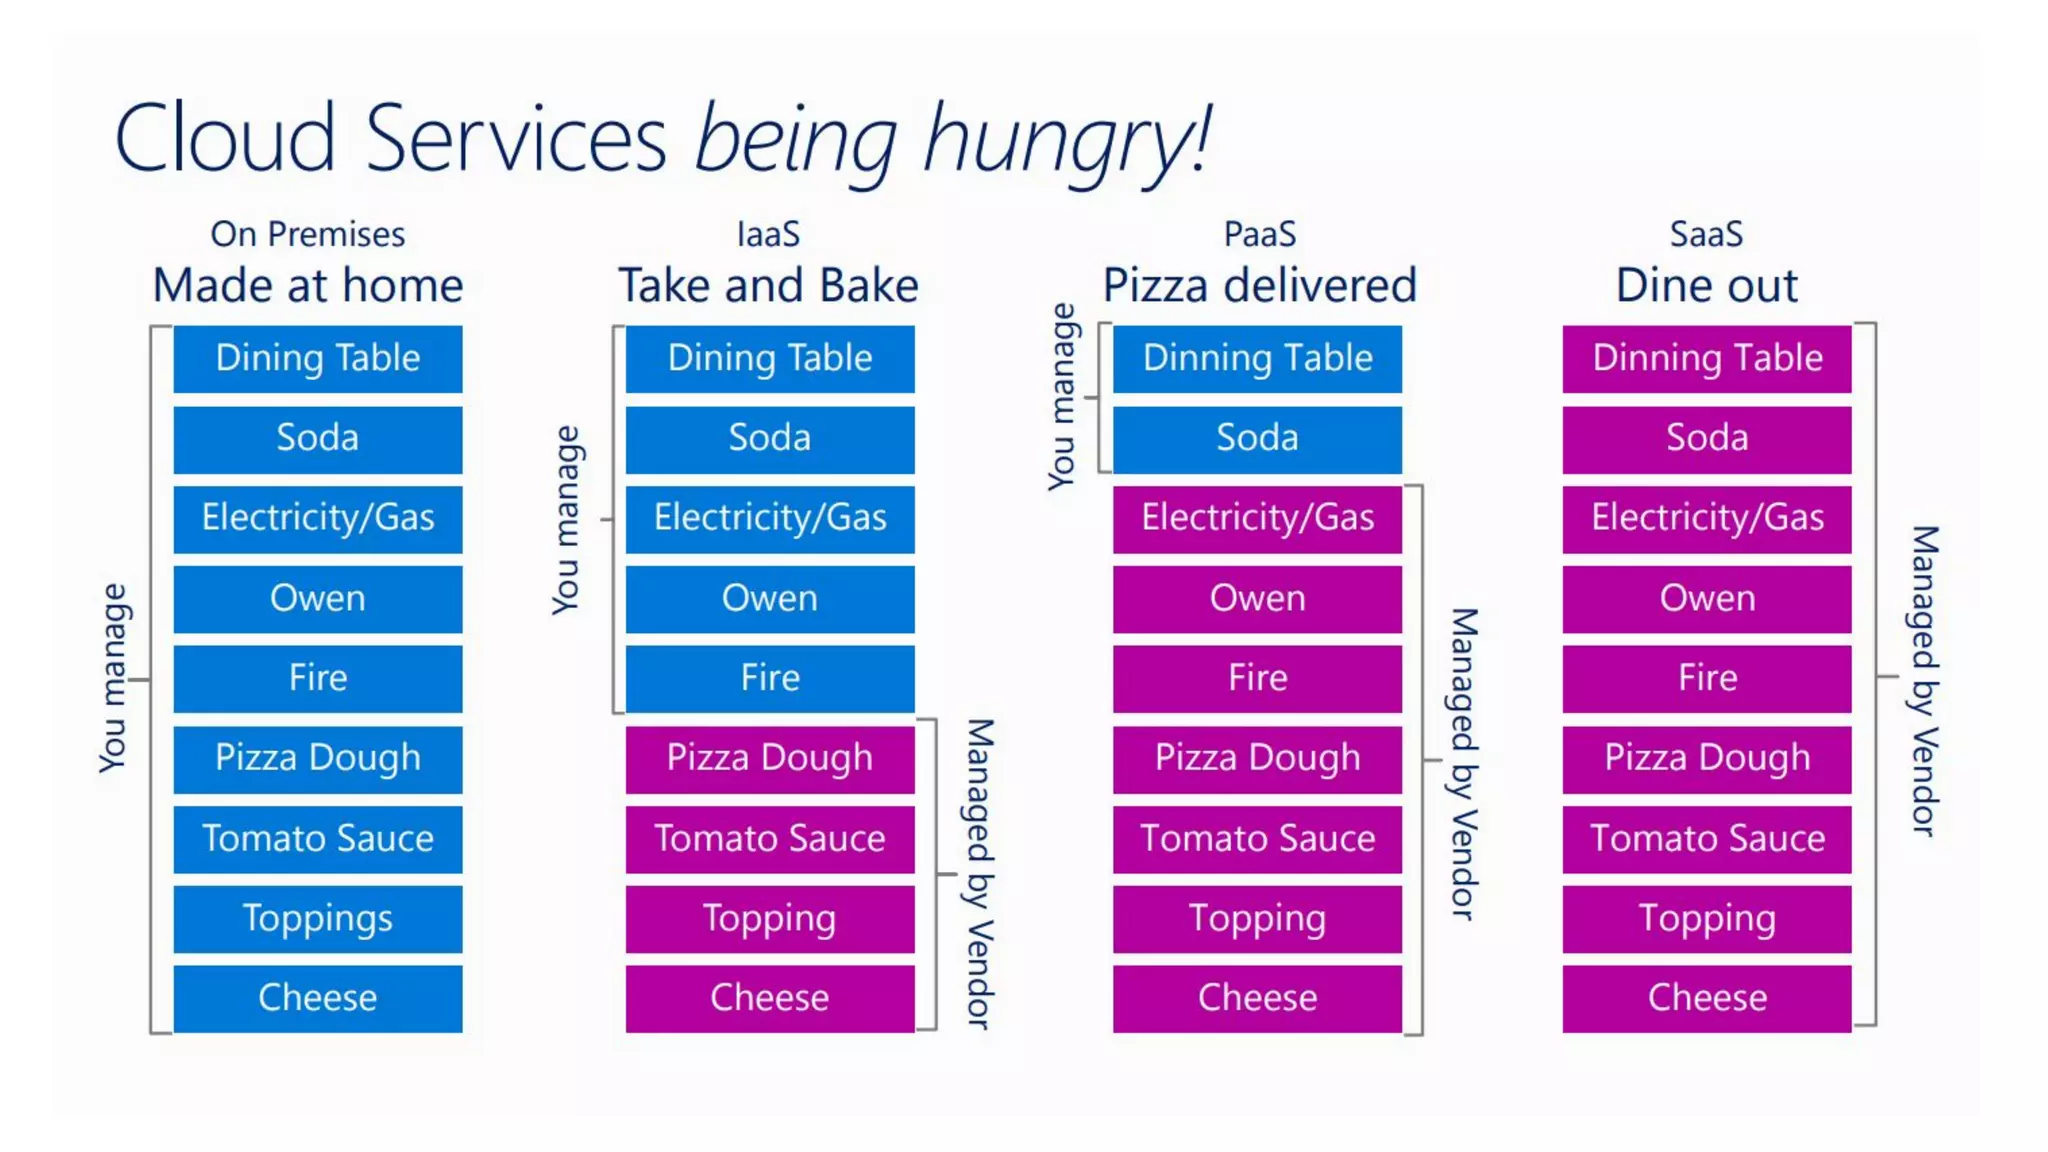 Cloud Services being hungry!
On Premises
Made at home
You manage
Dining Table
Soda
Electricity/Gas
Owen
Fire
Pizza Dough
Tomato Sauce
Toppings
Cheese
IaaS
Take and Bake
You manage
Dining Table
Soda
Electricity/Gas
Owen
Fire
Pizza Dough
Tomato Sauce
Topping
Cheese
Managed by Vendor
PaaS
Pizza delivered
You manage
Dinning Table
Soda
Electricity/Gas
Owen
Fire
Pizza Dough
Tomato Sauce
Topping
Cheese
Managed by Vendor
SaaS
Dine out
Dinning Table
Soda
Electricity/Gas
Owen
Fire
Pizza Dough
Tomato Sauce
Topping
Cheese
Managed by Vendor